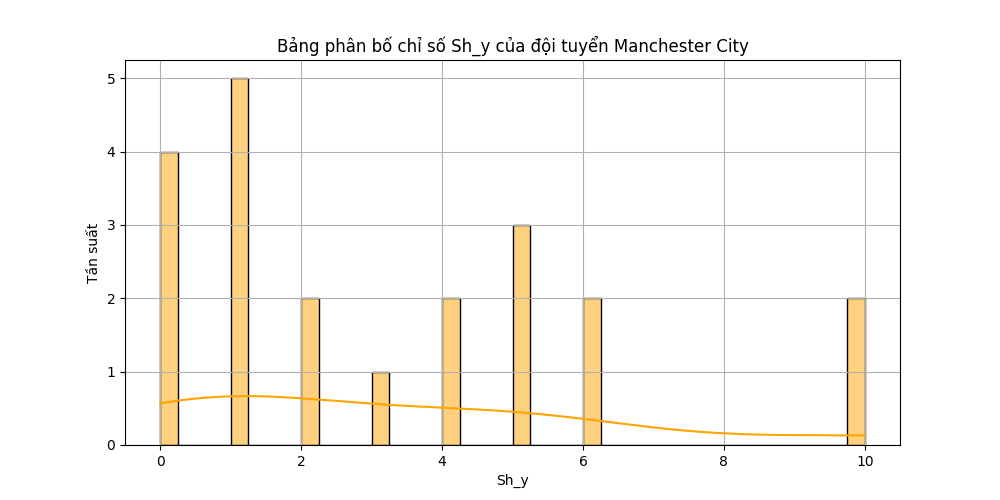 Bảng phân bố chỉ số Sh_y của đội tuyển Manchester City
Tần suất
5
4
3
2
1
0
0 2 4 6 8 10
Sh_y